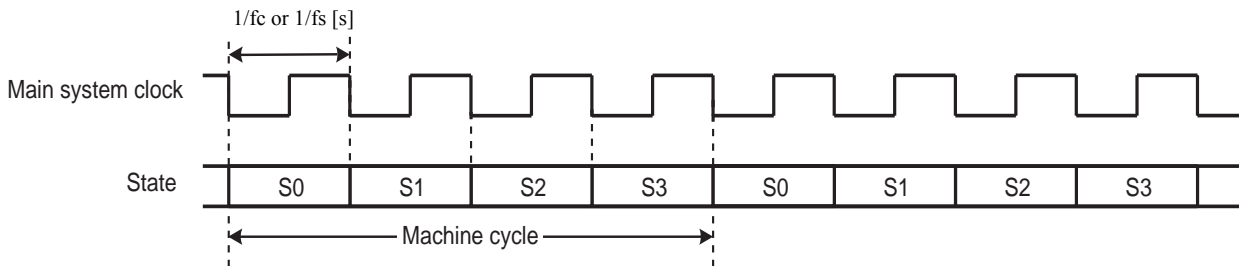 1/fc or 1/fs [s]
Main system clock
State S0 S1 S2 S3 S0 S1 S2 S3
Machine cycle